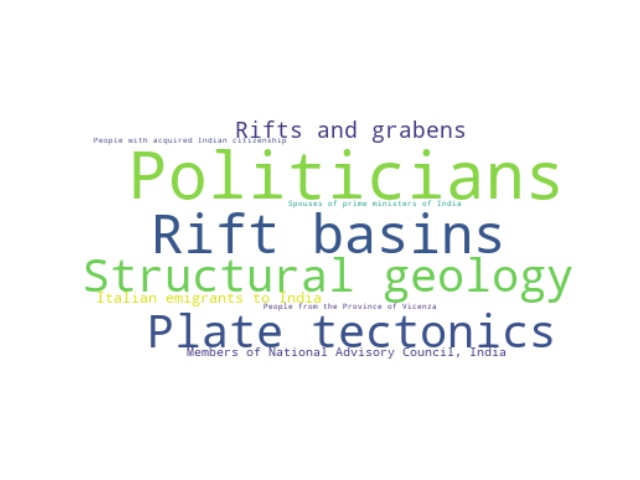 Rifts and grabens
People with acquired Indian citizenship
Politicians
Spouses of prime ministers of India
Rift basins
Structural geology
Italian emigrants to India
People from the Province of Vicenza
Plate tectonics
Members of National Advisory Council, India